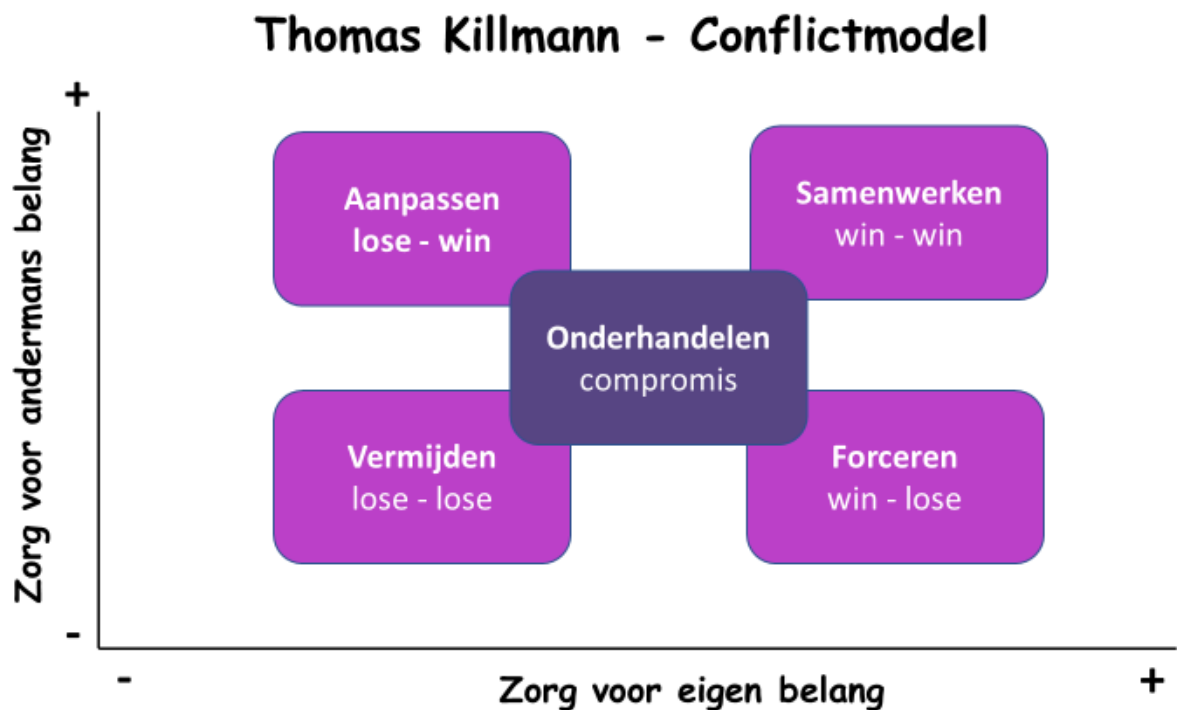 Thomas Killmann - Conflictmodel
+
Zorg voor andermans belang
Aanpassen
lose - win
Samenwerken
win - win
Onderhandelen
compromis
Vermijden
lose - lose
Forceren
win - lose
-
-
Zorg voor eigen belang
+